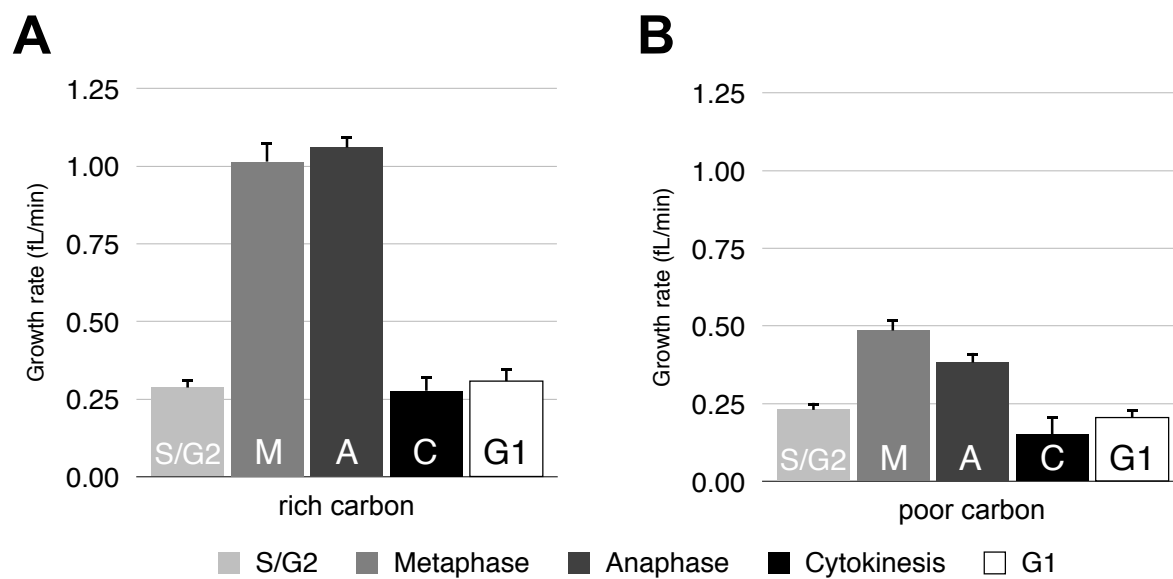 A
Growth rate (fL/min)
1.25
1.00
0.75
0.50
0.25
0.00
S/G2 M A C G1
rich carbon
B
Growth rate (fL/min)
1.25
1.00
0.75
0.50
0.25
0.00
S/G2 M A C G1
poor carbon
S/G2 Metaphase Anaphase Cytokinesis G1